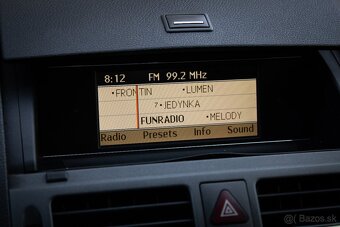 8:12 FM 99.2 MHz
•FRONTIN •LUMEN
7•JEDYNKA
FUNRADIO •MELODY
Radio Presets Info Sound
© Bazos.sk